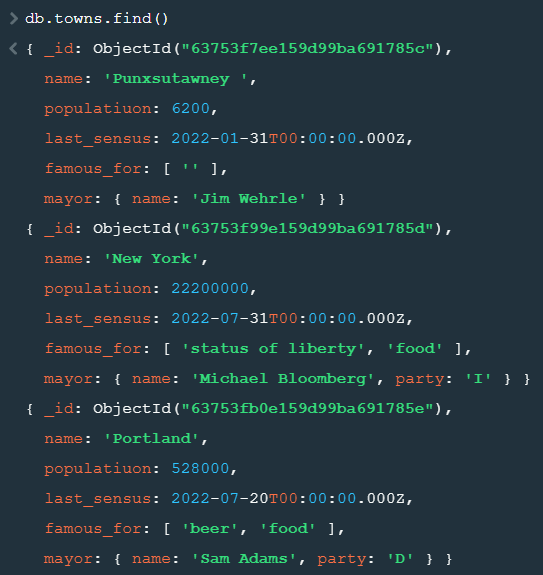 > db.towns.find()
< { _id: ObjectId("63753f7ee159d99ba691785c"),
name: 'Punxsutawney ',
populatiuon: 6200,
last_sensus: 2022-01-31T00:00:00.000Z,
famous_for: [ '' ],
mayor: { name: 'Jim Wehrle' } }
{ _id: ObjectId("63753f99e159d99ba691785d"),
name: 'New York',
populatiuon: 22200000,
last_sensus: 2022-07-31T00:00:00.000Z,
famous_for: [ 'status of liberty', 'food' ],
mayor: { name: 'Michael Bloomberg', party: 'I' } }
{ _id: ObjectId("63753fb0e159d99ba691785e"),
name: 'Portland',
populatiuon: 528000,
last_sensus: 2022-07-20T00:00:00.000Z,
famous_for: [ 'beer', 'food' ],
mayor: { name: 'Sam Adams', party: 'D' } }